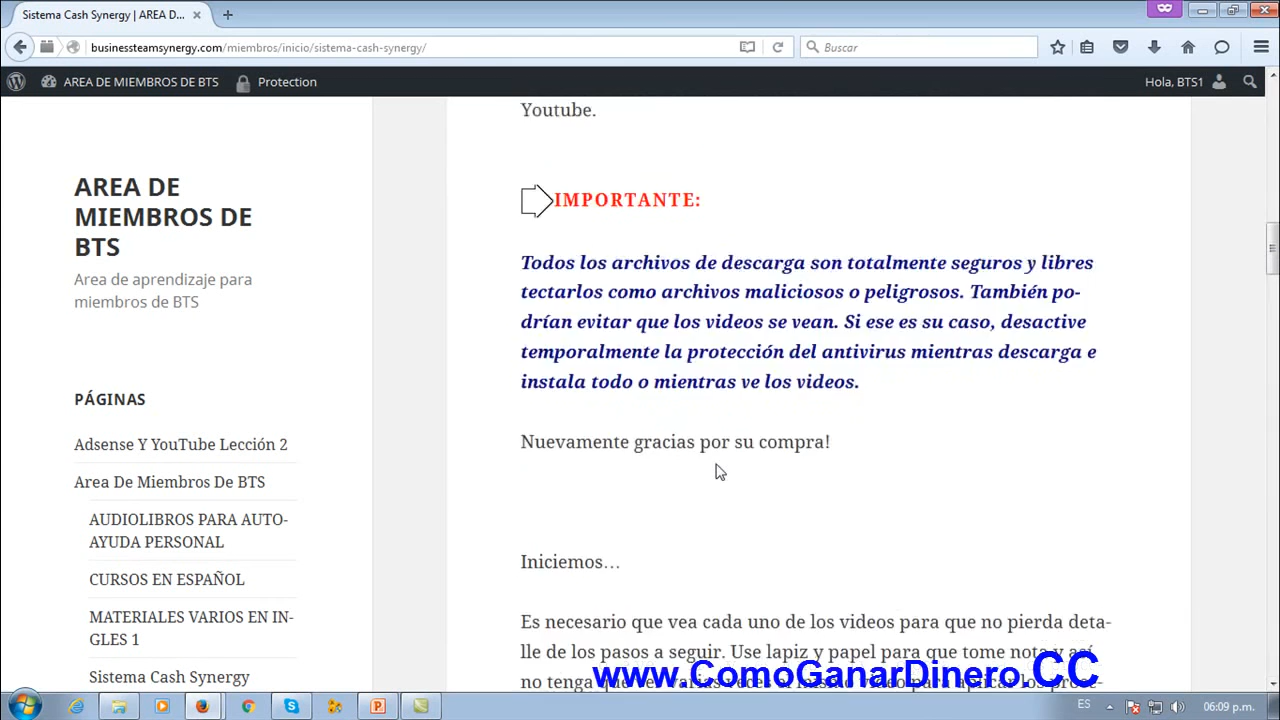 Sistema Cash Synergy | AREA D...
businessteamsynergy.com/miembros/inicio/sistema-cash-synergy/
Buscar
AREA DE MIEMBROS DE BTS
Protection
Hola, BTS1
AREA DE
MIEMBROS DE
BTS
Area de aprendizaje para
miembros de BTS
PÁGINAS
Adsense Y YouTube Lección 2
Area De Miembros De BTS
AUDIOLIBROS PARA AUTO-
AYUDA PERSONAL
CURSOS EN ESPAÑOL
MATERIALES VARIOS EN IN-
GLES 1
Sistema Cash Synergy
Youtube.
IMPORTANTE:
Todos los archivos de descarga son totalmente seguros y libres
tectarlos como archivos maliciosos o peligrosos. También po-
drían evitar que los videos se vean. Si ese es su caso, desactive
temporalmente la protección del antivirus mientras descarga e
instala todo o mientras ve los videos.
Nuevamente gracias por su compra!
Iniciemos…
Es necesario que vea cada uno de los videos para que no pierda deta-
lle de los pasos a seguir. Use lapiz y papel para que tome nota y así
no tenga que
www.ComoGanarDinero.CC
ES
06:09 p.m.